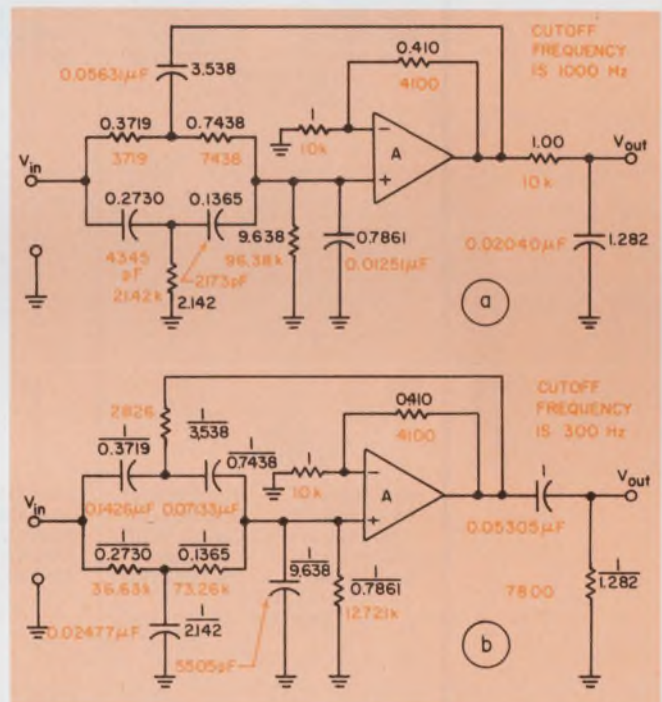 0.410
CUTOFF
FREQUENCY
IS 1000 Hz
0.05631µF
3.538
4100
0.3719
0.7438
1
3719
7438
10k
−
A
+
1.00
10k
Vin
Vout
0.2730
0.1365
4345
pF
2173pF
21.42k
2.142
9.638
96.38k
0.7861
0.01251µF
0.02040µF
1.282
a
CUTOFF
FREQUENCY
IS 300 Hz
2826
1
3.538
0.410
4100
1
0.3719
1
0.7438
1
10k
−
A
+
1
Vin
Vout
0.1426µF
0.07133µF
0.05305µF
1
0.2730
1
0.1365
36.63k
73.26k
1
9.638
1
0.7861
7800
1
1.282
0.02477µF
1
2.142
12.721k
5505pF
b